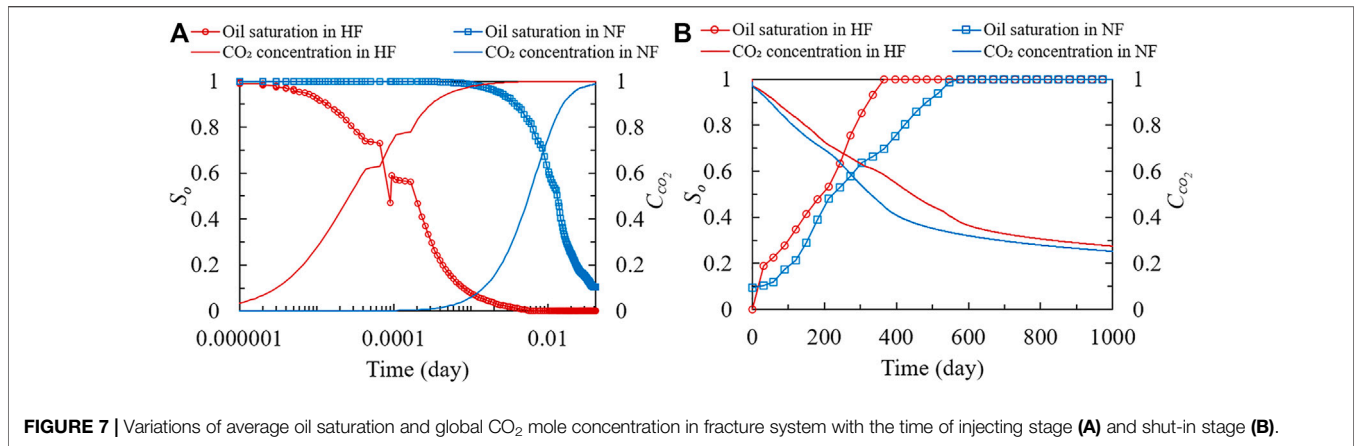 A
Oil saturation in HF
Oil saturation in NF
CO₂ concentration in HF
CO₂ concentration in NF
1
0.8
0.6
0.4
0.2
0
So
1
0.8
0.6
0.4
0.2
0
Cco₂
0.000001
0.0001
0.01
Time (day)
B
Oil saturation in HF
Oil saturation in NF
CO₂ concentration in HF
CO₂ concentration in NF
1
0.8
0.6
0.4
0.2
0
So
1
0.8
0.6
0.4
0.2
0
Cco₂
0
200
400
600
800
1000
Time (day)
FIGURE 7 | Variations of average oil saturation and global CO₂ mole concentration in fracture system with the time of injecting stage (A) and shut-in stage (B).